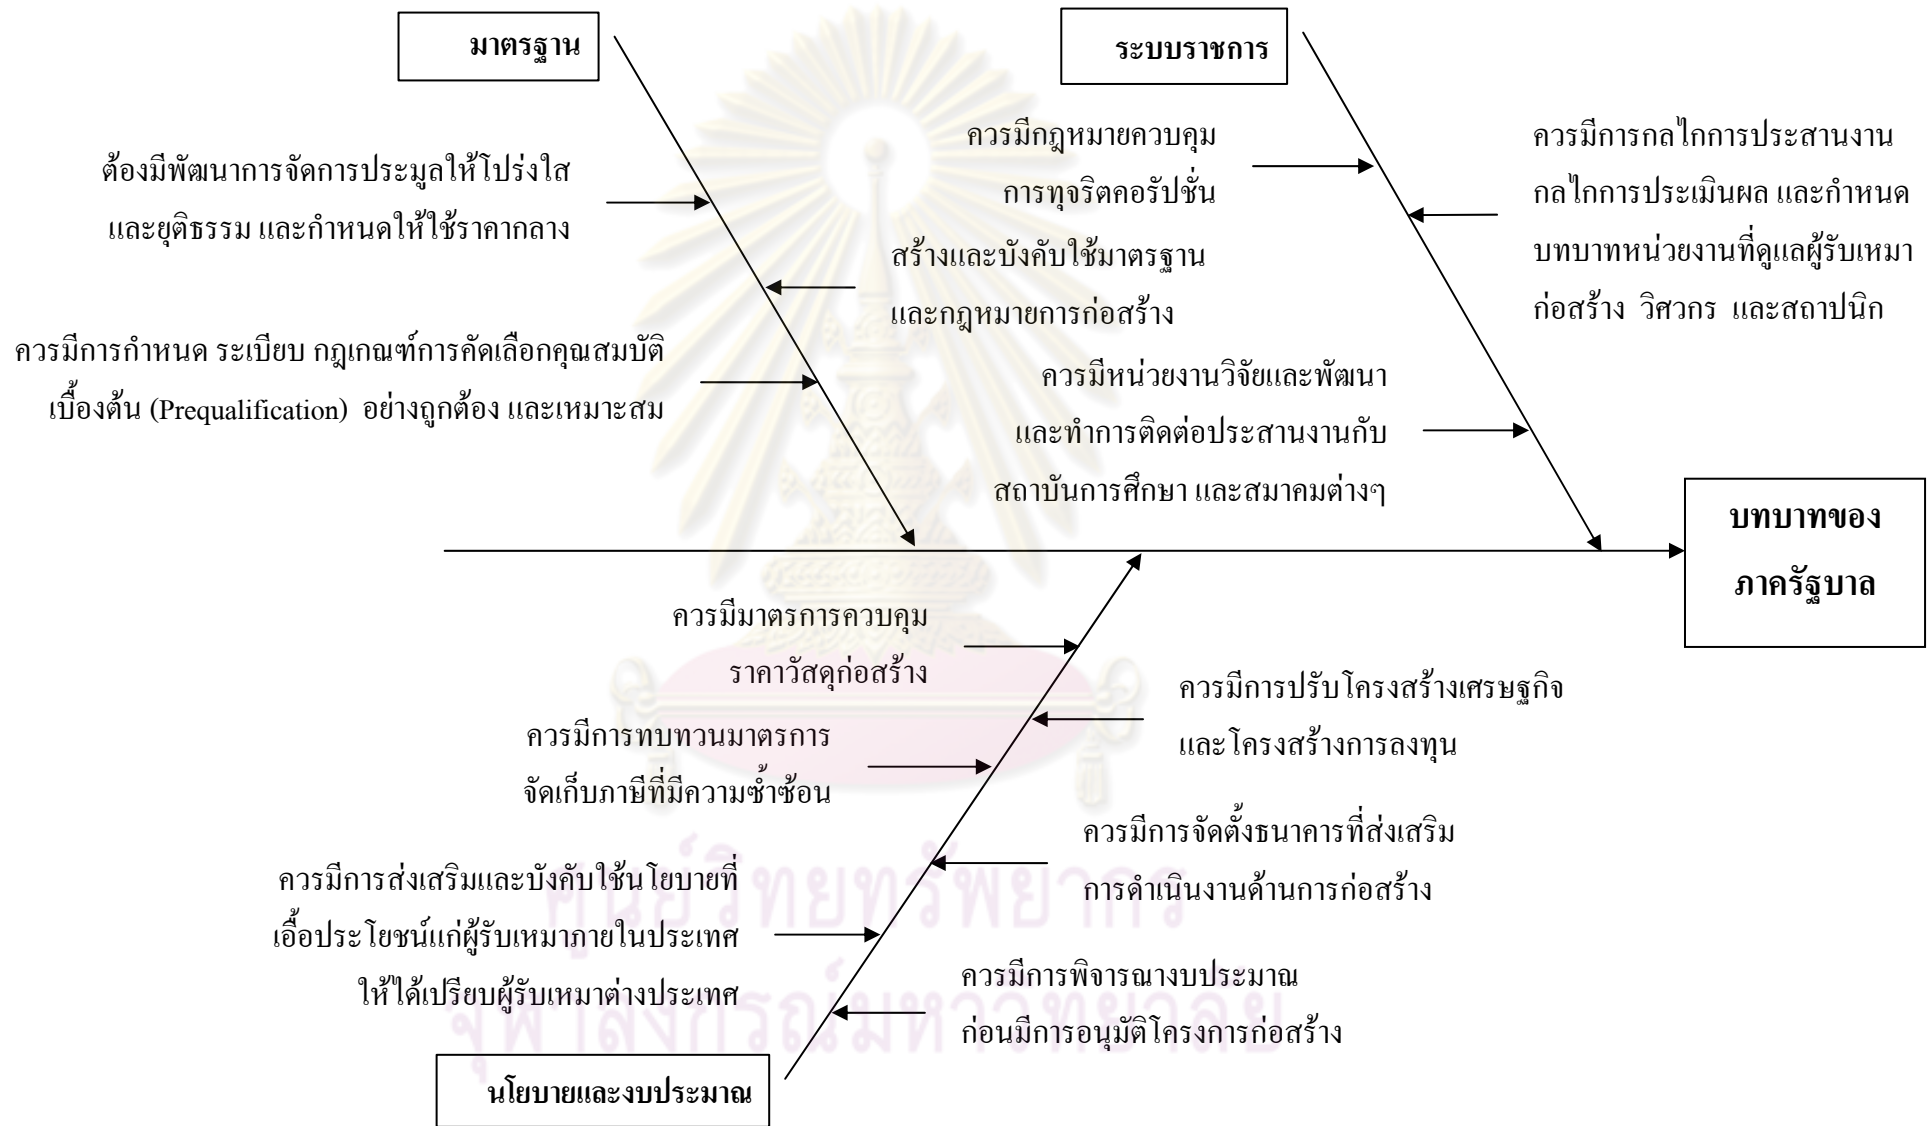 มาตรฐาน
ระบบราชการ
ต้องมีพัฒนาการจัดการประมูลให้โปร่งใส
และยุติธรรม และกำหนดให้ใช้ราคากลาง
สร้างและบังคับใช้มาตรฐาน
และกฎหมายการก่อสร้าง
ควรมีการกำหนด ระเบียบ กฎเกณฑ์การคัดเลือกคุณสมบัติ
เบื้องต้น (Prequalification) อย่างถูกต้อง และเหมาะสม
ควรมีกฎหมายควบคุม
การทุจริตคอรัปชั่น
ควรมีการกลไกการประสานงาน
กลไกการประเมินผล และกำหนด
บทบาทหน่วยงานที่ดูแลผู้รับเหมา
ก่อสร้าง วิศวกร และสถาปนิก
ควรมีหน่วยงานวิจัยและพัฒนา
และทำการติดต่อประสานงานกับ
สถาบันการศึกษา และสมาคมต่างๆ
บทบาทของ
ภาครัฐบาล
ควรมีมาตรการควบคุม
ราคาวัสดุก่อสร้าง
ควรมีการปรับโครงสร้างเศรษฐกิจ
และโครงสร้างการลงทุน
ควรมีการทบทวนมาตรการ
จัดเก็บภาษีที่มีความซ้ำซ้อน
ควรมีการจัดตั้งธนาคารที่ส่งเสริม
การดำเนินงานด้านการก่อสร้าง
ควรมีการส่งเสริมและบังคับใช้นโยบายที่
เอื้อประโยชน์แก่ผู้รับเหมาภายในประเทศ
ให้ได้เปรียบผู้รับเหมาต่างประเทศ
ควรมีการพิจารณางบประมาณ
ก่อนมีการอนุมัติโครงการก่อสร้าง
นโยบายและงบประมาณ
ศูนย์วิทยทรัพยากร
จุฬาลงกรณ์มหาวิทยาลัย